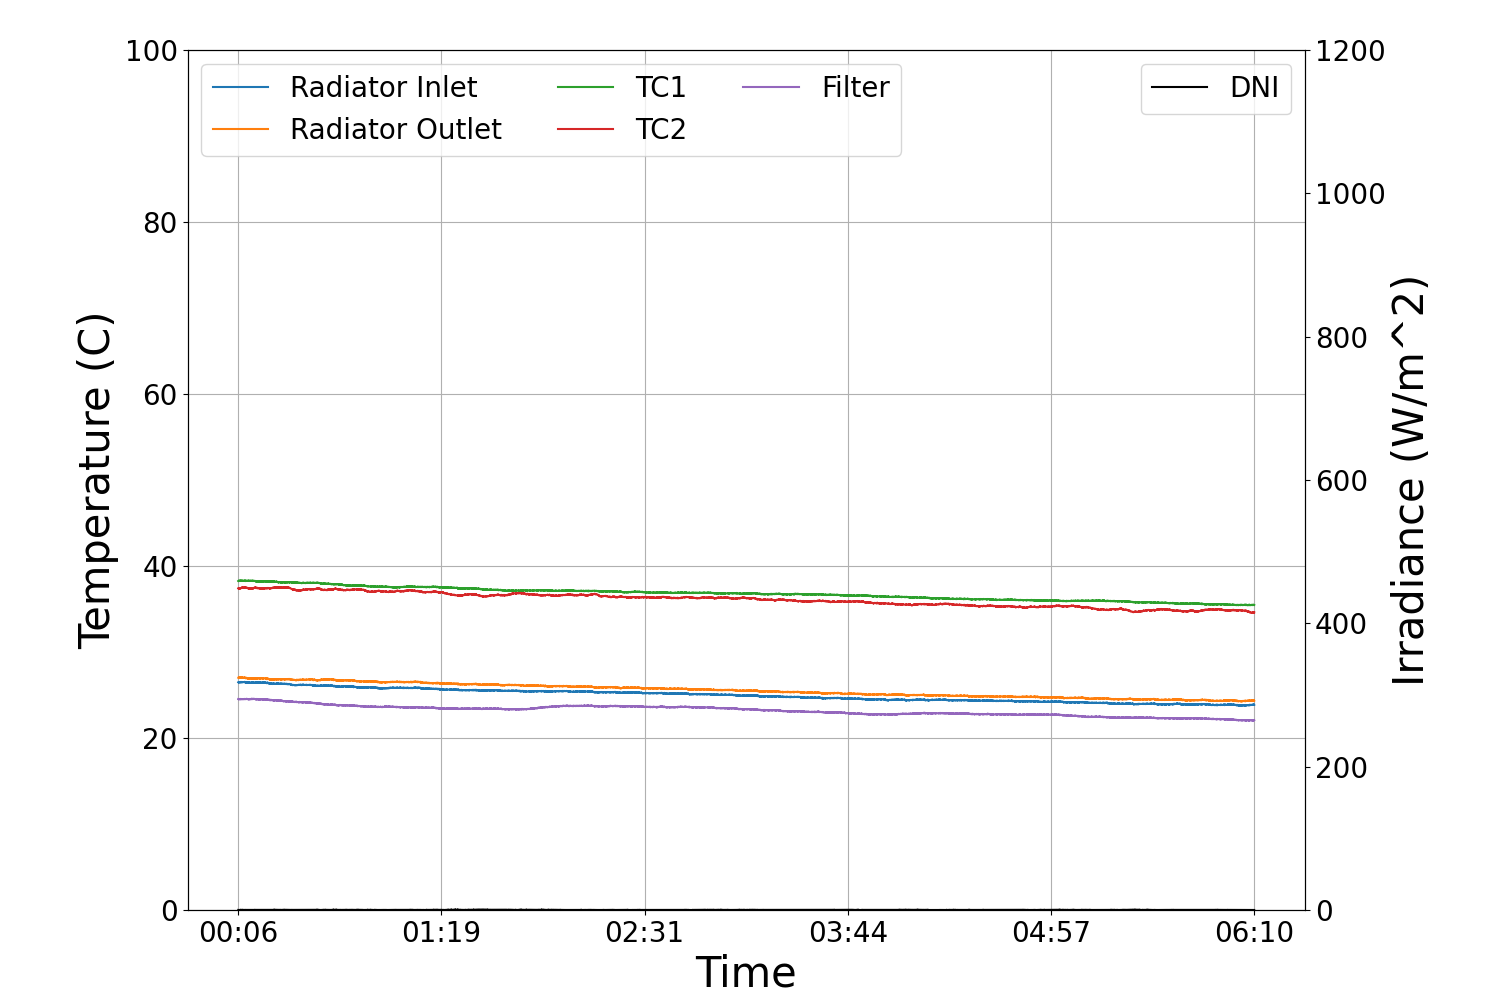 100
80
60
40
20
0
Temperature (C)
Radiator Inlet
Radiator Outlet
TC1
TC2
Filter
DNI
1200
1000
800
600
400
200
0
Irradiance (W/m^2)
00:06 01:19 02:31 03:44 04:57 06:10
Time